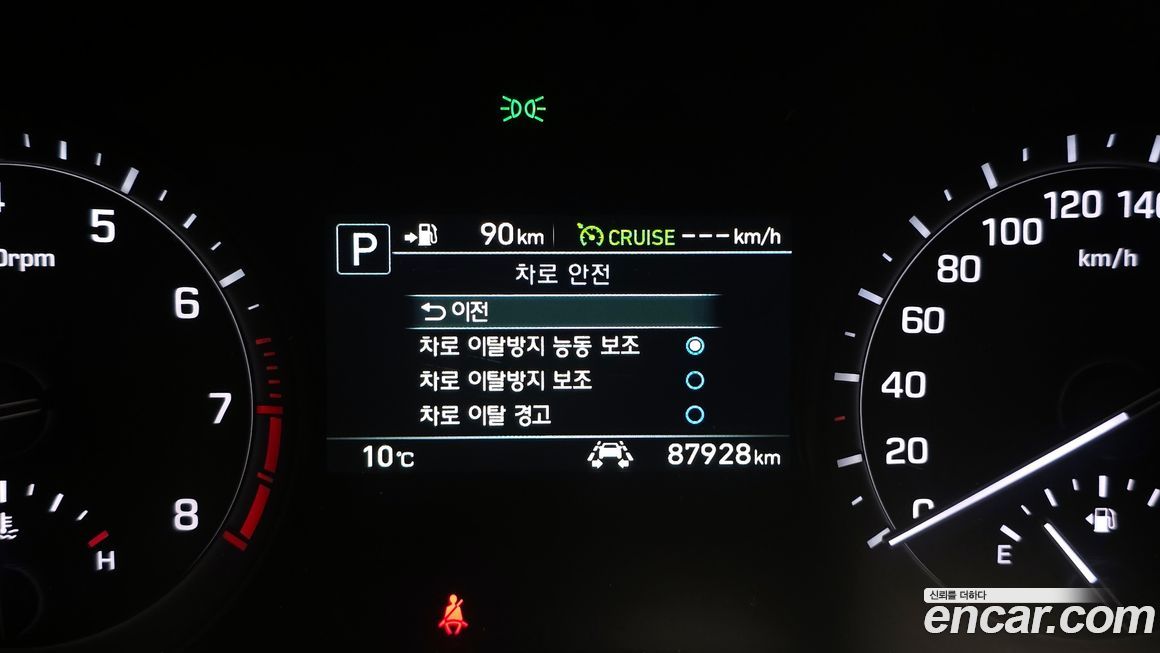 P
90km
CRUISE ---km/h
차로 안전
이전
차로 이탈방지 능동 보조
차로 이탈방지 보조
차로 이탈 경고
10℃
87928km
5
6
7
8
H
rpm
0
20
40
60
80
100
120
km/h
E
신뢰를 더하다
encar.com